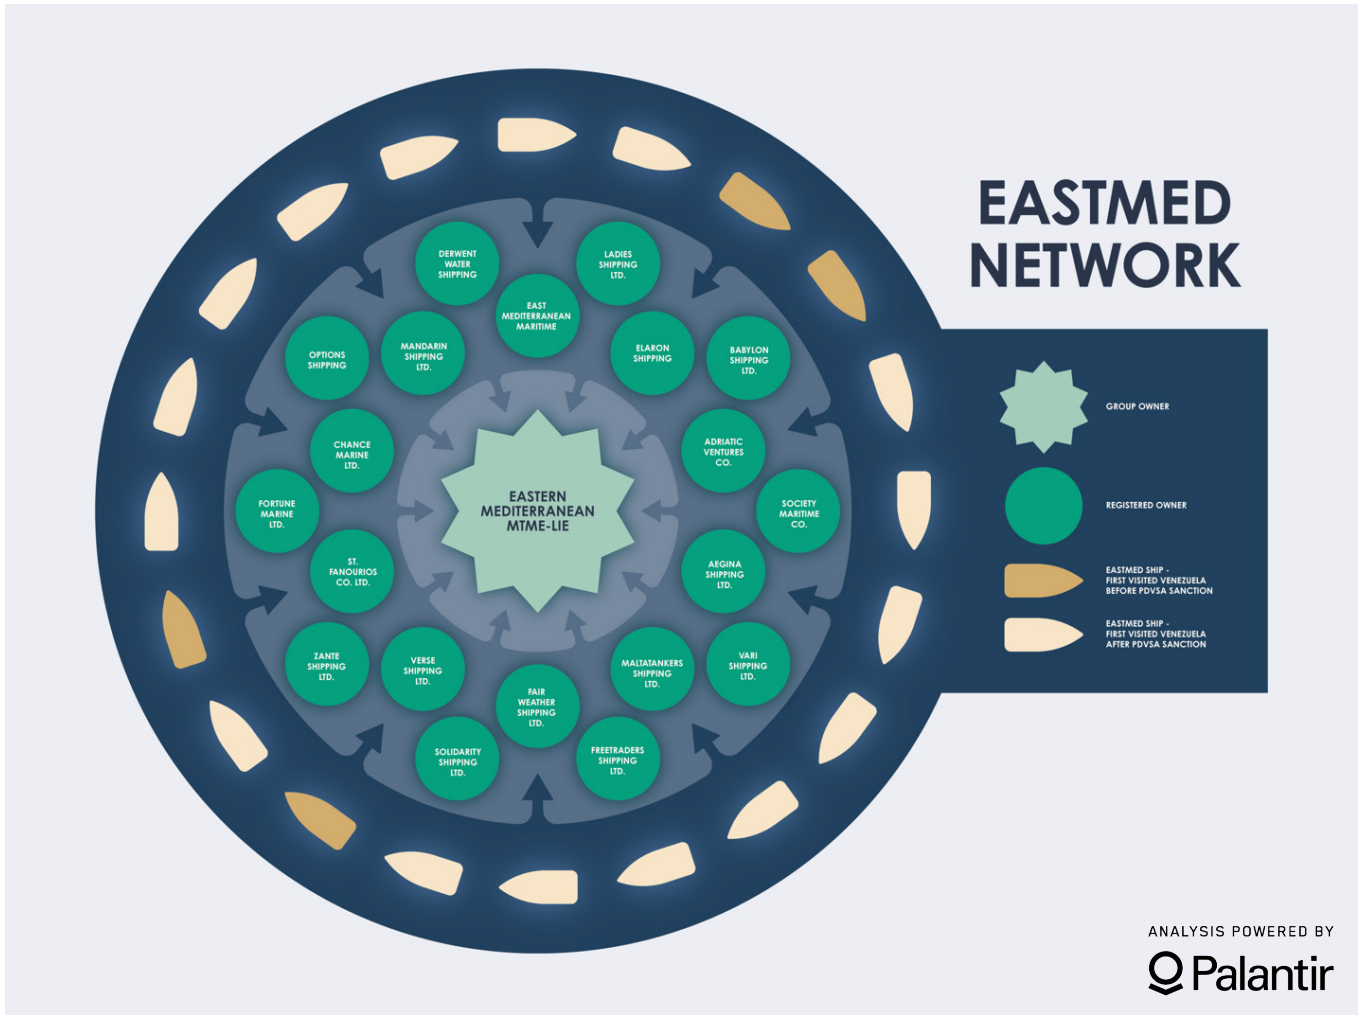 EASTMED
NETWORK
DERWENT
WATER
SHIPPING
LADIES
SHIPPING
LTD.
EAST
MEDITERRANEAN
MARITIME
OPTIONS
SHIPPING
MANDARIN
SHIPPING
LTD.
ELARON
SHIPPING
BABYLON
SHIPPING
LTD.
CHANCE
MARINE
LTD.
ADRIATIC
VENTURES
CO.
FORTUNE
MARINE
LTD.
EASTERN
MEDITERRANEAN
MTME-LIE
SOCIETY
MARITIME
CO.
ST.
FANOURIOS
CO. LTD.
AEGINA
SHIPPING
LTD.
ZANTE
SHIPPING
LTD.
VERSE
SHIPPING
LTD.
MALTATANKERS
SHIPPING
LTD.
VARI
SHIPPING
LTD.
FAIR
WEATHER
SHIPPING
LTD.
SOLIDARITY
SHIPPING
LTD.
FREETRADERS
SHIPPING
LTD.
GROUP OWNER
REGISTERED OWNER
EASTMED SHIP -
FIRST VISITED VENEZUELA
BEFORE PDVSA SANCTION
EASTMED SHIP -
FIRST VISITED VENEZUELA
AFTER PDVSA SANCTION
ANALYSIS POWERED BY
Palantir